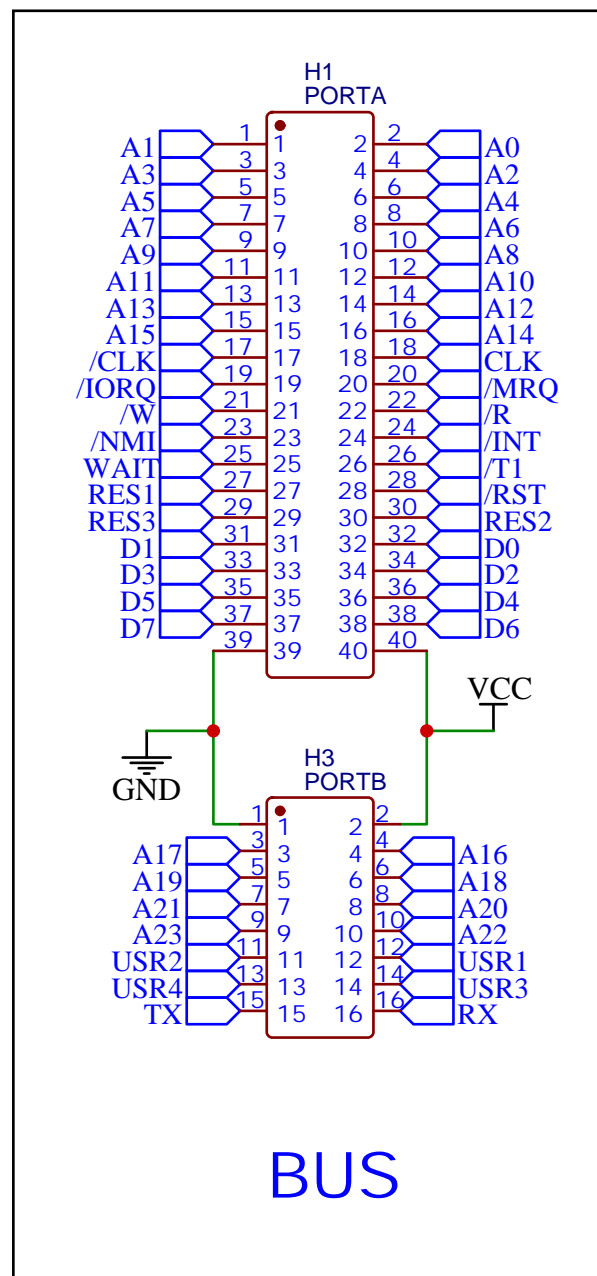 H1
PORTA
A1 1 1 2 2 A0
A3 3 3 4 4 A2
A5 5 5 6 6 A4
A7 7 7 8 8 A6
A9 9 9 10 10 A8
A11 11 11 12 12 A10
A13 13 13 14 14 A12
A15 15 15 16 16 A14
/CLK 17 17 18 18 CLK
/IORQ 19 19 20 20 /MRQ
/W 21 21 22 22 /R
/NMI 23 23 24 24 /INT
WAIT 25 25 26 26 /T1
RES1 27 27 28 28 /RST
RES3 29 29 30 30 RES2
D1 31 31 32 32 D0
D3 33 33 34 34 D2
D5 35 35 36 36 D4
D7 37 37 38 38 D6
39 39 40 40
VCC
GND
H3
PORTB
1 1 2 2
A17 3 3 4 4 A16
A19 5 5 6 6 A18
A21 7 7 8 8 A20
A23 9 9 10 10 A22
USR2 11 11 12 12 USR1
USR4 13 13 14 14 USR3
TX 15 15 16 16 RX
BUS